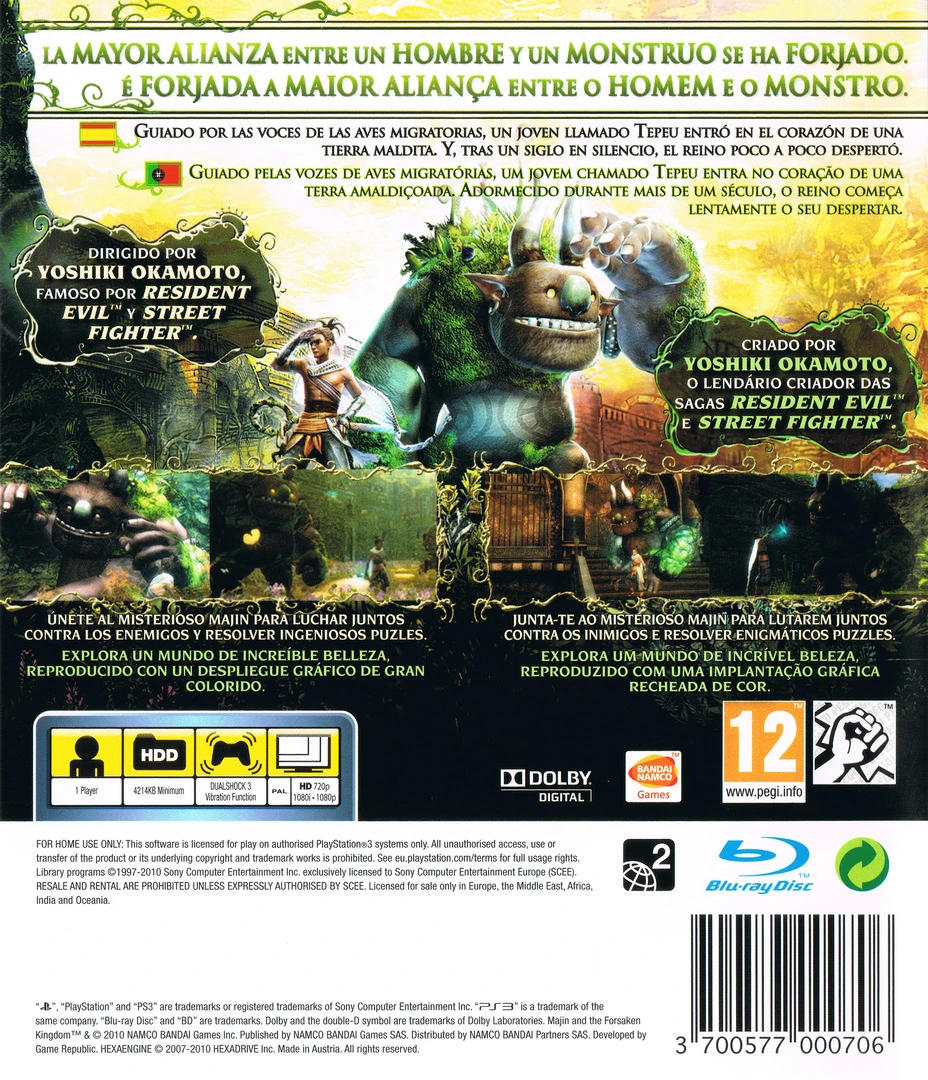 LA MAYOR ALIANZA ENTRE UN HOMBRE Y UN MONSTRUO SE HA FORJADO.
É FORJADA A MAIOR ALIANÇA ENTRE O HOMEM E O MONSTRO.
GUIADO POR LAS VOCES DE LAS AVES MIGRATORIAS, UN JOVEN LLAMADO TEPEU ENTRÓ EN EL CORAZÓN DE UNA
TIERRA MALDITA. Y, TRAS UN SIGLO EN SILENCIO, EL REINO POCO A POCO DESPERTÓ.
GUIADO PELAS VOZES DE AVES MIGRATÓRIAS, UM JOVEM CHAMADO TEPEU ENTRA NO CORAÇÃO DE UMA
TERRA AMALDIÇOADA. ADORMECIDO DURANTE MAIS DE UM SÉCULO, O REINO COMEÇA
LENTAMENTE O SEU DESPERTAR.
DIRIGIDO POR
YOSHIKI OKAMOTO,
FAMOSO POR RESIDENT
EVIL™ Y STREET
FIGHTER™.
CRIADO POR
YOSHIKI OKAMOTO,
O LENDÁRIO CRIADOR DAS
SAGAS RESIDENT EVIL™
E STREET FIGHTER™.
ÚNETE AL MISTERIOSO MAJIN PARA LUCHAR JUNTOS
CONTRA LOS ENEMIGOS Y RESOLVER INGENIOSOS PUZLES.
EXPLORA UN MUNDO DE INCREÍBLE BELLEZA,
REPRODUCIDO CON UN DESPLIEGUE GRÁFICO DE GRAN
COLORIDO.
JUNTA-TE AO MISTERIOSO MAJIN PARA LUTAREM JUNTOS
CONTRA OS INIMIGOS E RESOLVER ENIGMÁTICOS PUZZLES.
EXPLORA UM MUNDO DE INCRÍVEL BELEZA,
REPRODUZIDO COM UMA IMPLANTAÇÃO GRÁFICA
RECHEADA DE COR.
HDD
1 Player
4214KB Minimum
DUALSHOCK 3
Vibration Function
PAL
HD 720p
1080i • 1080p
DOLBY
DIGITAL
BANDAI
NAMCO
Games
TM
12
TM
www.pegi.info
TM
FOR HOME USE ONLY: This software is licensed for play on authorised PlayStation®3 systems only. All unauthorised access, use or
transfer of the product or its underlying copyright and trademark works is prohibited. See eu.playstation.com/terms for full usage rights.
Library programs ©1997-2010 Sony Computer Entertainment Inc. exclusively licensed to Sony Computer Entertainment Europe (SCEE).
RESALE AND RENTAL ARE PROHIBITED UNLESS EXPRESSLY AUTHORISED BY SCEE. Licensed for sale only in Europe, the Middle East, Africa,
India and Oceania.
2
Blu-ray Disc
TM
"PS", "PlayStation" and "PS3" are trademarks or registered trademarks of Sony Computer Entertainment Inc. "PS3" is a trademark of the
same company. "Blu-ray Disc" and "BD" are trademarks. Dolby and the double-D symbol are trademarks of Dolby Laboratories. Majin and the Forsaken
Kingdom™ & © 2010 NAMCO BANDAI Games Inc. Published by NAMCO BANDAI Games SAS. Distributed by NAMCO BANDAI Partners SAS. Developed by
Game Republic. HEXAENGINE © 2007-2010 HEXADRIVE Inc. Made in Austria. All rights reserved.
3 700577 000706